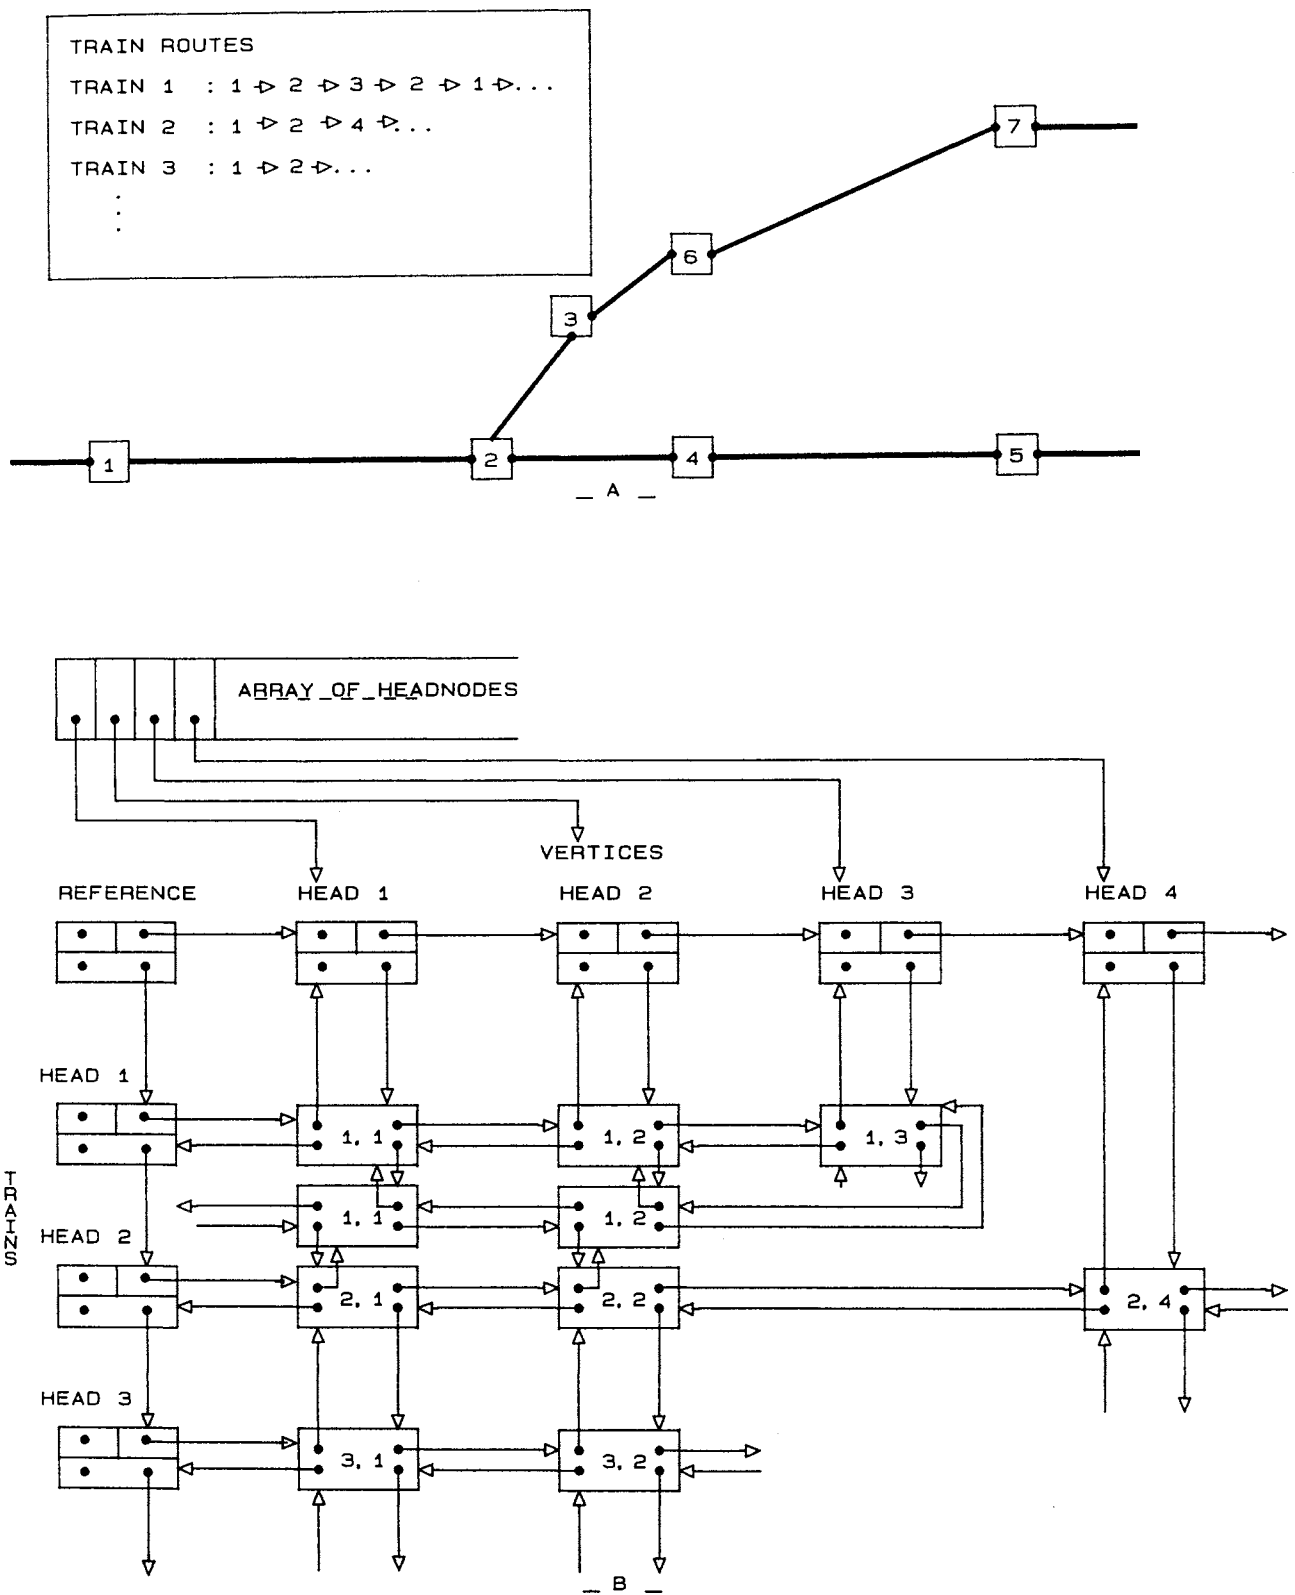 TRAIN ROUTES
TRAIN 1 : 1 → 2 → 3 → 2 → 1 →...
TRAIN 2 : 1 → 2 → 4 →...
TRAIN 3 : 1 → 2 →...
.
.
.
7
6
3
1
2
4
5
_ A _
ARRAY_OF_HEADNODES
VERTICES
REFERENCE
HEAD 1
HEAD 2
HEAD 3
HEAD 4
HEAD 1
1, 1
1, 2
1, 3
TRAINS
1, 1
1, 2
HEAD 2
2, 1
2, 2
2, 4
HEAD 3
3, 1
3, 2
_ B _